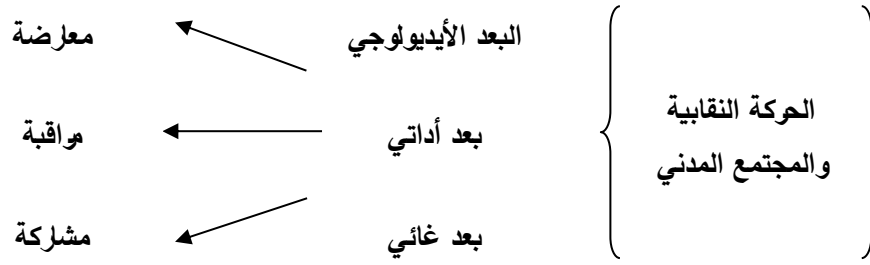 الحركة النقابية
والمجتمع المدني
البعد الأيديولوجي
معارضة
بعد أداتي
مراقبة
بعد غائي
مشاركة